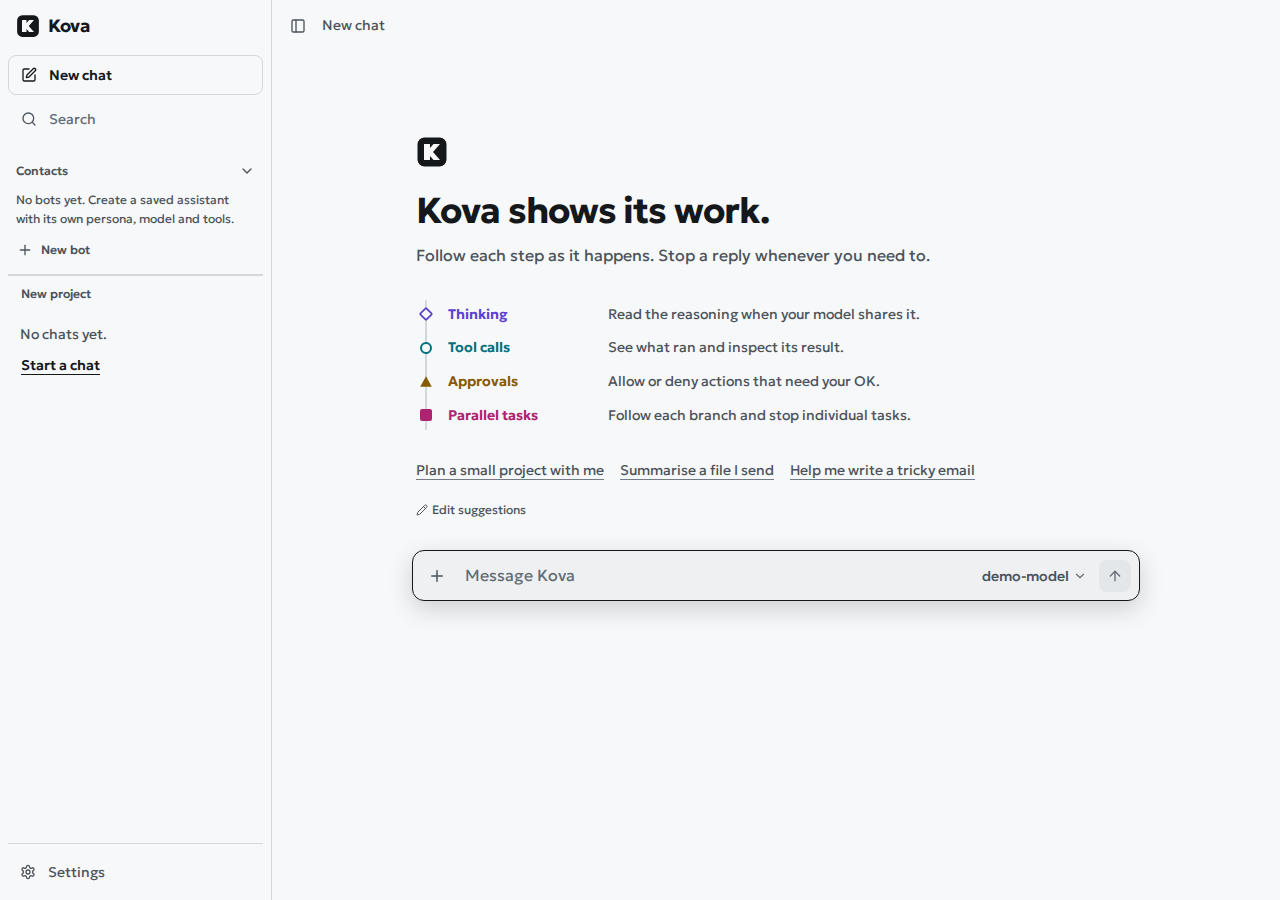 Kova
New chat
Search
Contacts
No bots yet. Create a saved assistant
with its own persona, model and tools.
New bot
New project
No chats yet.
Start a chat
Settings
New chat
Kova shows its work.
Follow each step as it happens. Stop a reply whenever you need to.
Thinking Read the reasoning when your model shares it.
Tool calls See what ran and inspect its result.
Approvals Allow or deny actions that need your OK.
Parallel tasks Follow each branch and stop individual tasks.
Plan a small project with me Summarise a file I send Help me write a tricky email
Edit suggestions
Message Kova demo-model